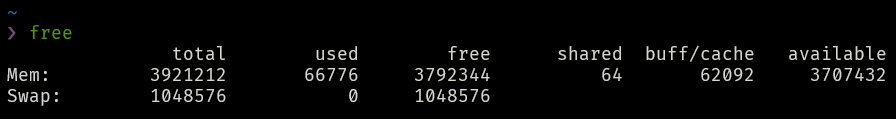 ~
❯ free
              total        used        free      shared  buff/cache   available
Mem:        3921212       66776     3792344          64       62092     3707432
Swap:       1048576           0     1048576